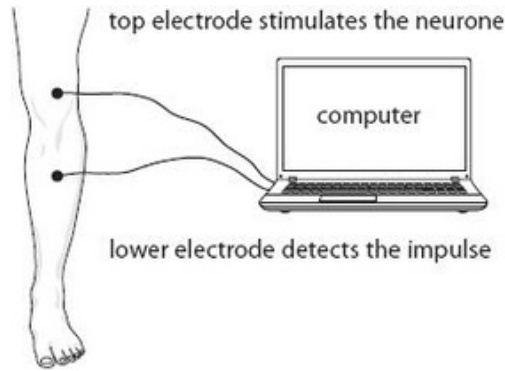 top electrode stimulates the neurone
computer
lower electrode detects the impulse